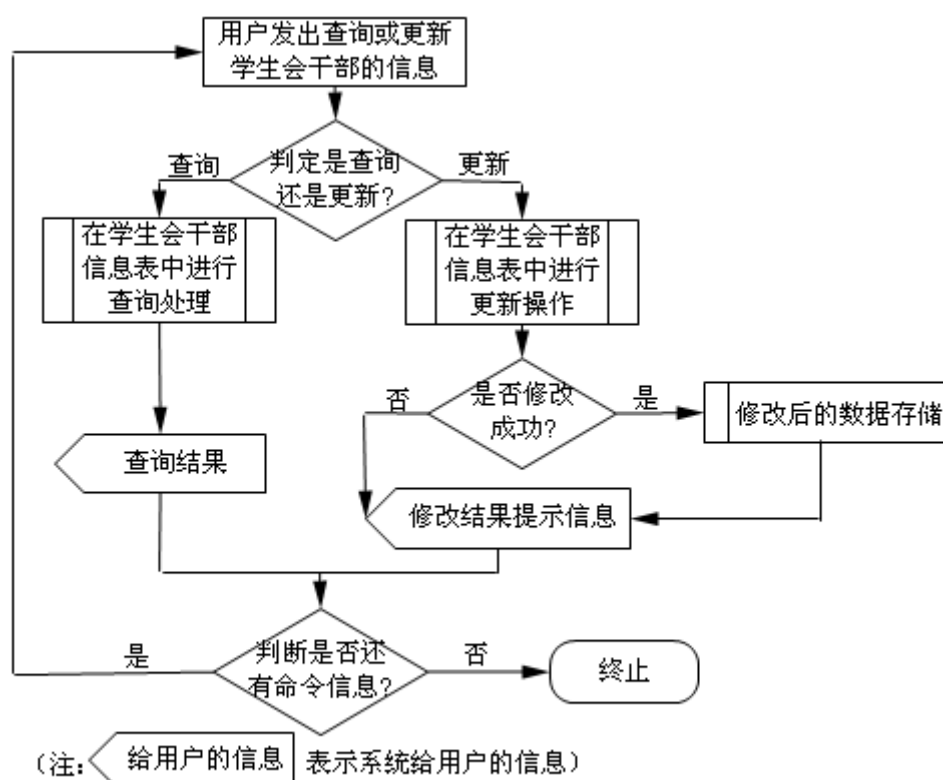 用户发出查询或更新
学生会干部的信息
判定是查询
还是更新?
查询
更新
在学生会干部
信息表中进行
查询处理
在学生会干部
信息表中进行
更新操作
是否修改
成功?
否
是
修改后的数据存储
查询结果
修改结果提示信息
判断是否还
有命令信息?
是
否
终止
(注: 给用户的信息 表示系统给用户的信息)